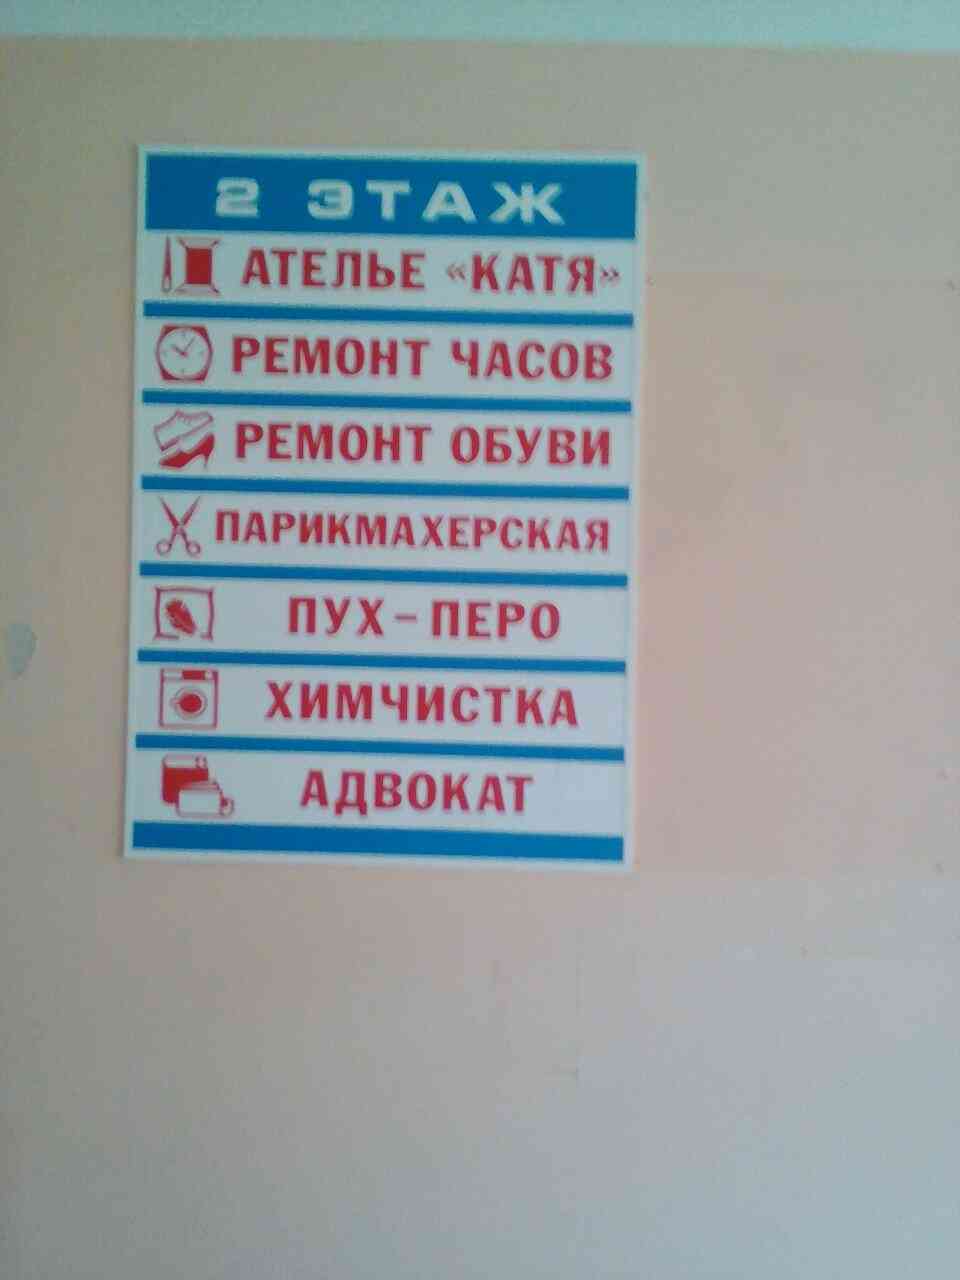 2 ЭТАЖ
АТЕЛЬЕ «КАТЯ»
РЕМОНТ ЧАСОВ
РЕМОНТ ОБУВИ
ПАРИКМАХЕРСКАЯ
ПУХ-ПЕРО
ХИМЧИСТКА
АДВОКАТ